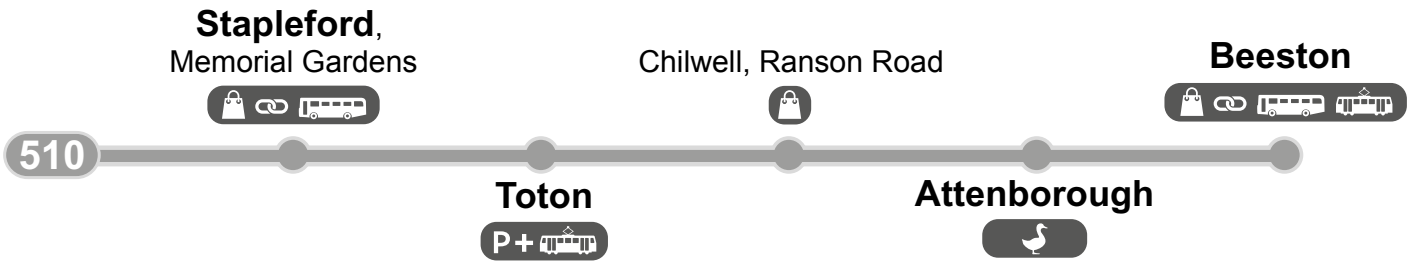 Stapleford,
Memorial Gardens
Chilwell, Ranson Road
Beeston
510
Toton
P+
Attenborough